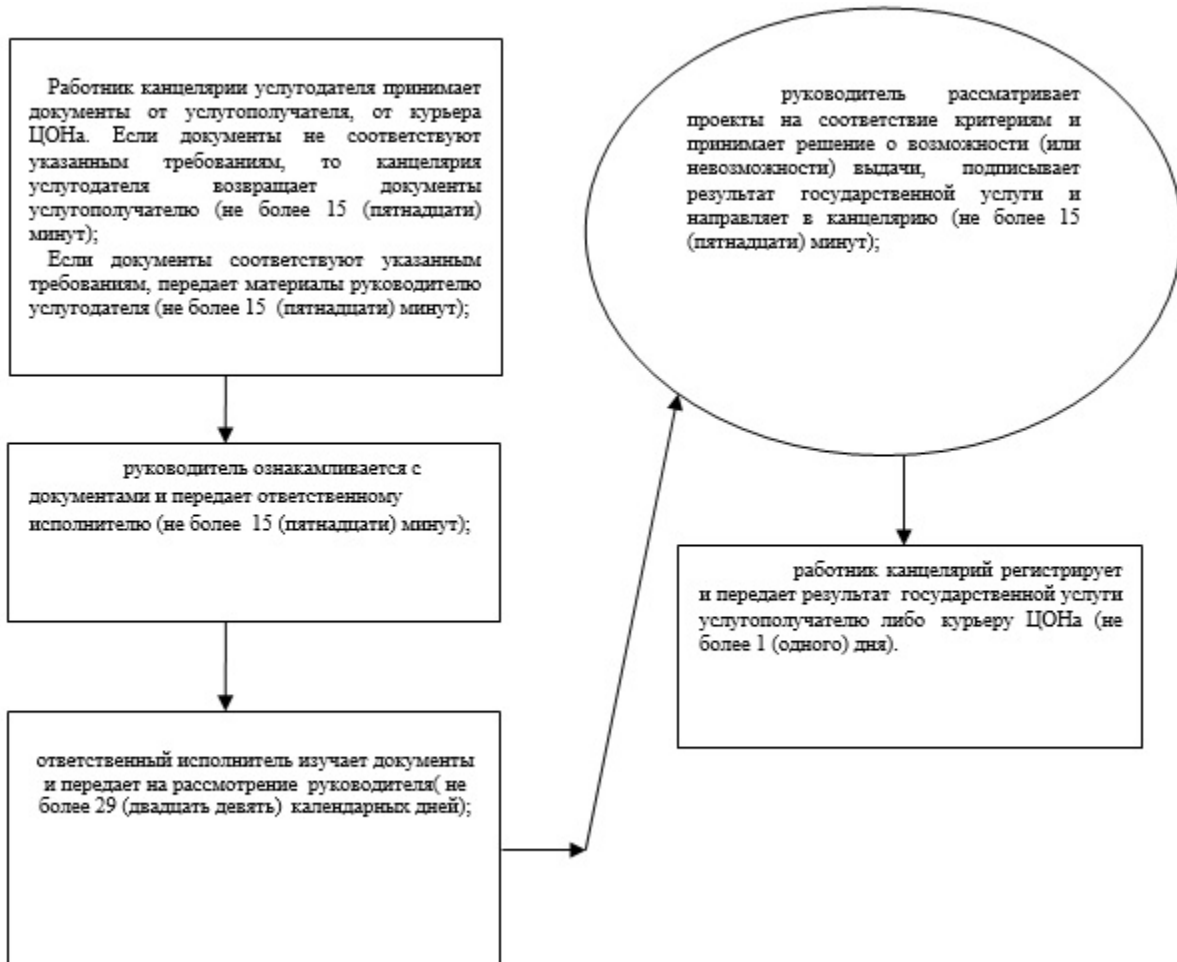 Работник канцелярии услугодателя принимает
документы от услугополучателя, от курьера
ЦОНа. Если документы не соответствуют
указанным требованиям, то канцелярия
услугодателя возвращает документы
услугополучателю (не более 15 (пятнадцати)
минут);
Если документы соответствуют указанным
требованиям, передает материалы руководителю
услугодателя (не более 15 (пятнадцати) минут);
руководитель ознакамливается с
документами и передает ответственному
исполнителю (не более 15 (пятнадцати) минут);
ответственный исполнитель изучает документы
и передает на рассмотрение руководителя( не
более 29 (двадцать девять) календарных дней);
руководитель рассматривает
проекты на соответствие критериям и
принимает решение о возможности (или
невозможности) выдачи, подписывает
результат государственной услуги и
направляет в канцелярию (не более 15
(пятнадцати) минут);
работник канцелярий регистрирует
и передает результат государственной услуги
услугополучателю либо курьеру ЦОНа (не
более 1 (одного) дня).